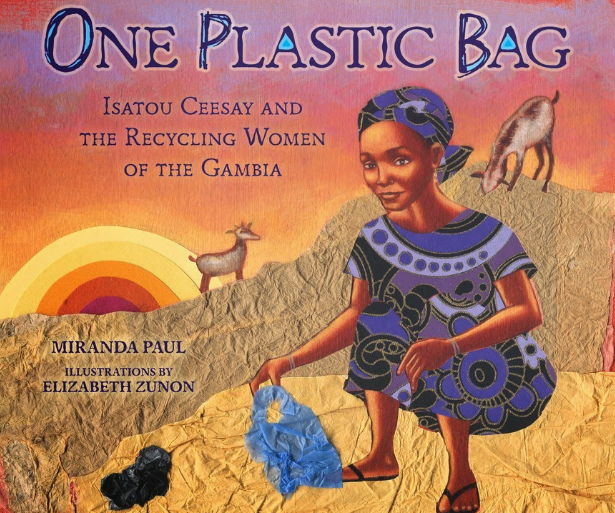 One Plastic Bag
Isatou Ceesay and
the Recycling Women
of the Gambia
MIRANDA PAUL
ILLUSTRATIONS BY
ELIZABETH ZUNON